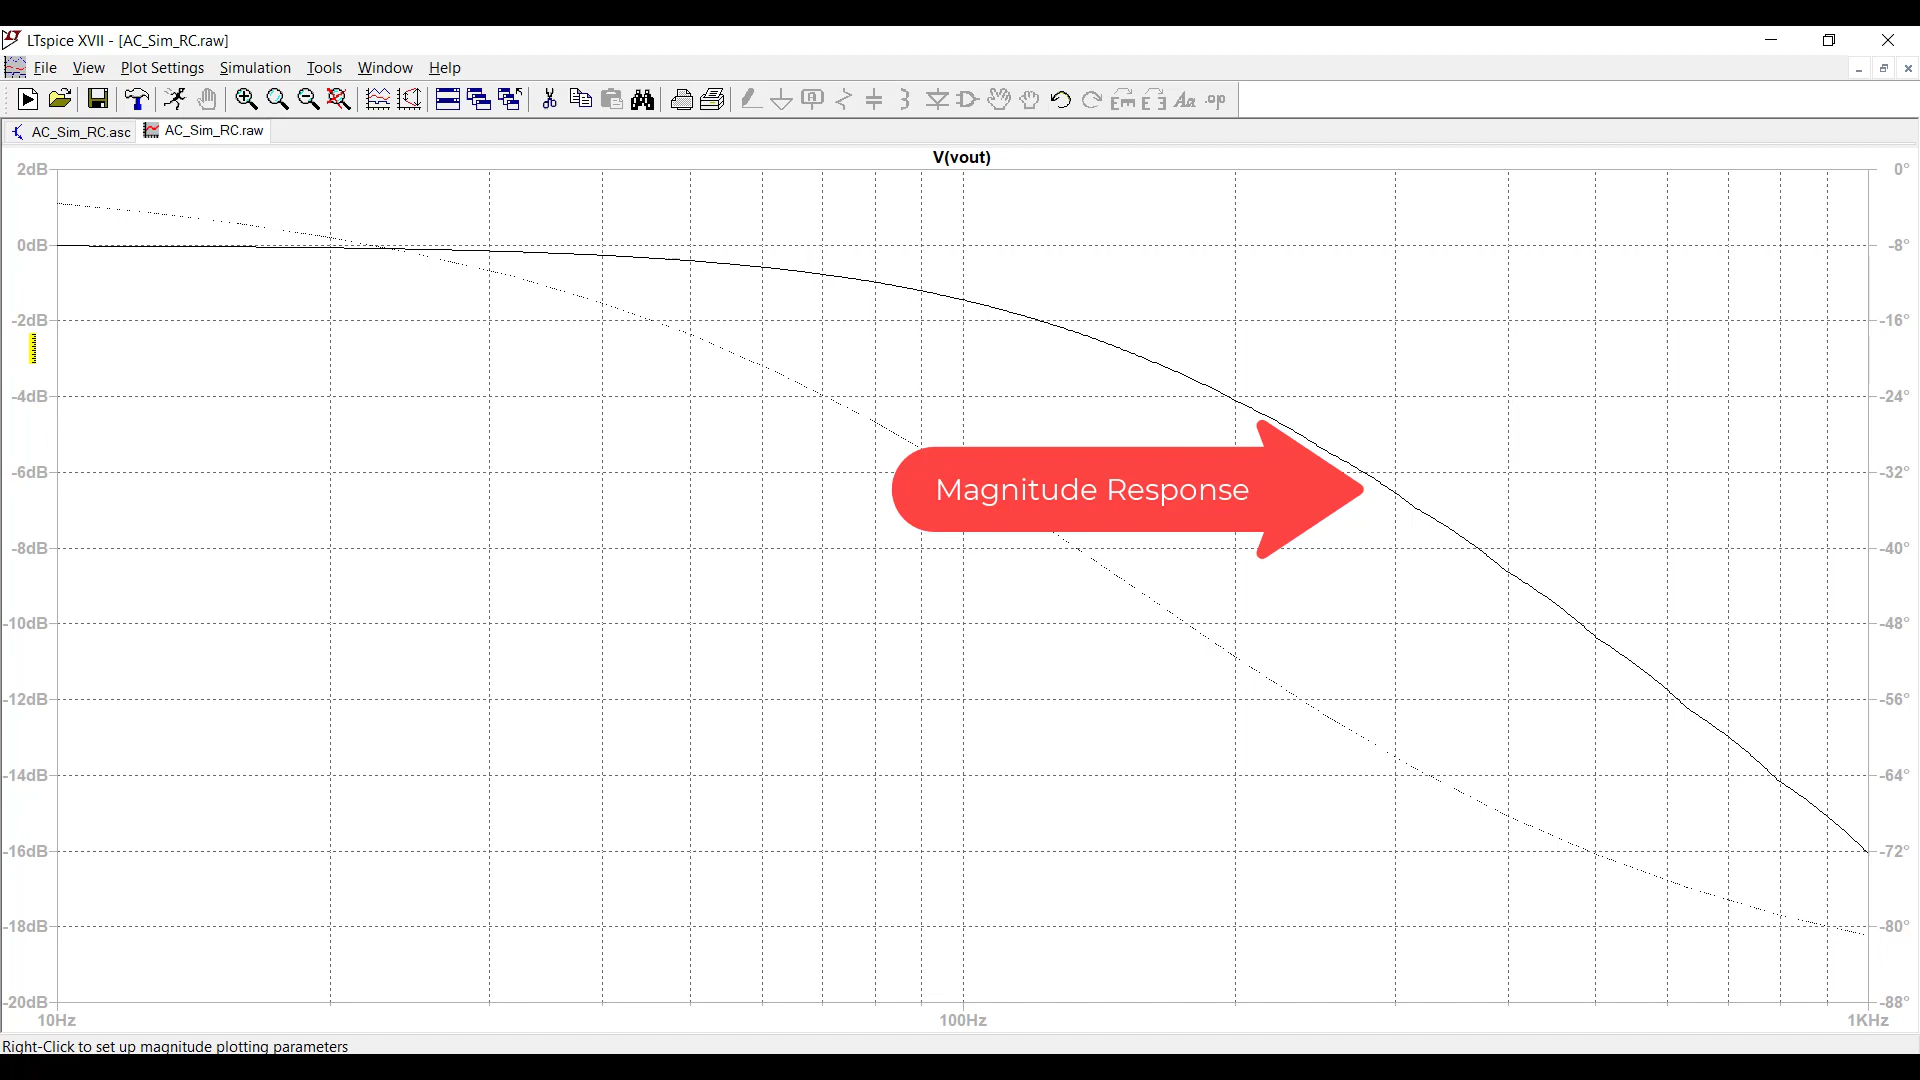 LTspice XVII - [AC_Sim_RC.raw]
File View Plot Settings Simulation Tools Window Help
Aa .op
AC_Sim_RC.asc AC_Sim_RC.raw
V(vout)
2dB 0°
0dB -8°
-2dB -16°
-4dB -24°
-6dB -32°
Magnitude Response
-8dB -40°
-10dB -48°
-12dB -56°
-14dB -64°
-16dB -72°
-18dB -80°
-20dB -88°
10Hz 100Hz 1KHz
Right-Click to set up magnitude plotting parameters